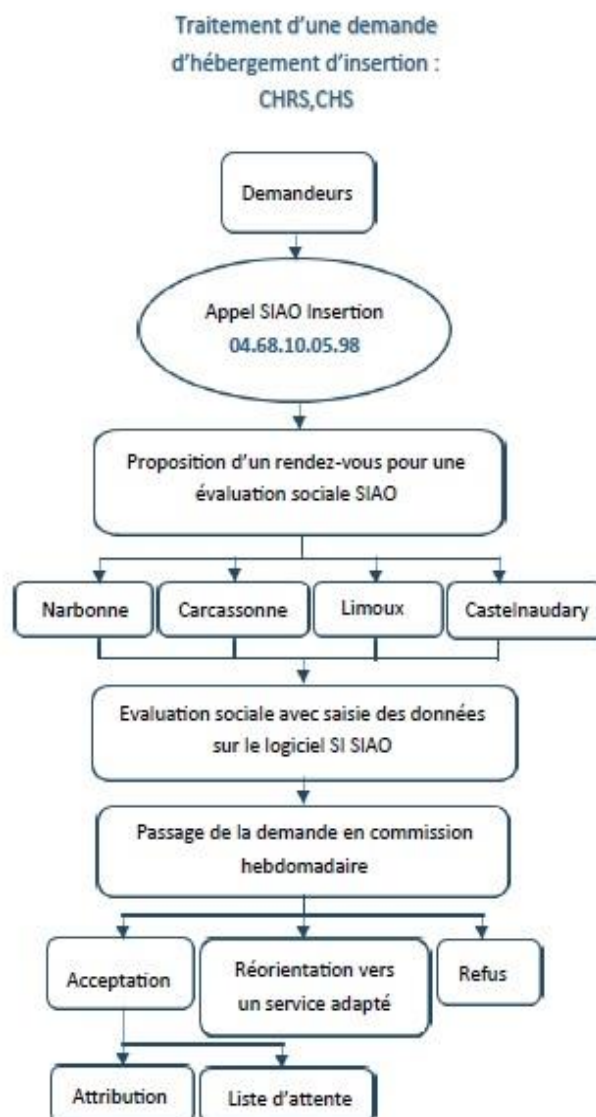 Traitement d'une demande
d'hébergement d'insertion :
CHRS,CHS
Demandeurs
Appel SIAO Insertion
04.68.10.05.98
Proposition d'un rendez-vous pour une
évaluation sociale SIAO
Narbonne
Carcassonne
Limoux
Castelnaudary
Evaluation sociale avec saisie des données
sur le logiciel SI SIAO
Passage de la demande en commission
hebdomadaire
Acceptation
Réorientation vers
un service adapté
Refus
Attribution
Liste d'attente